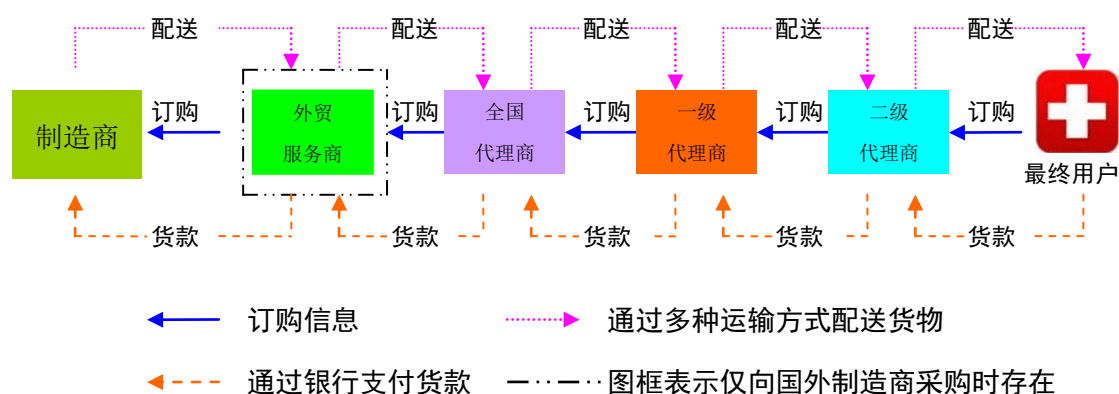 配送 配送 配送 配送 配送
制造商 订购 外贸 订购 全国 订购 一级 订购 二级 订购
服务商 代理商 代理商 代理商
最终用户
货款 货款 货款 货款 货款
订购信息 通过多种运输方式配送货物
通过银行支付货款 图框表示仅向国外制造商采购时存在